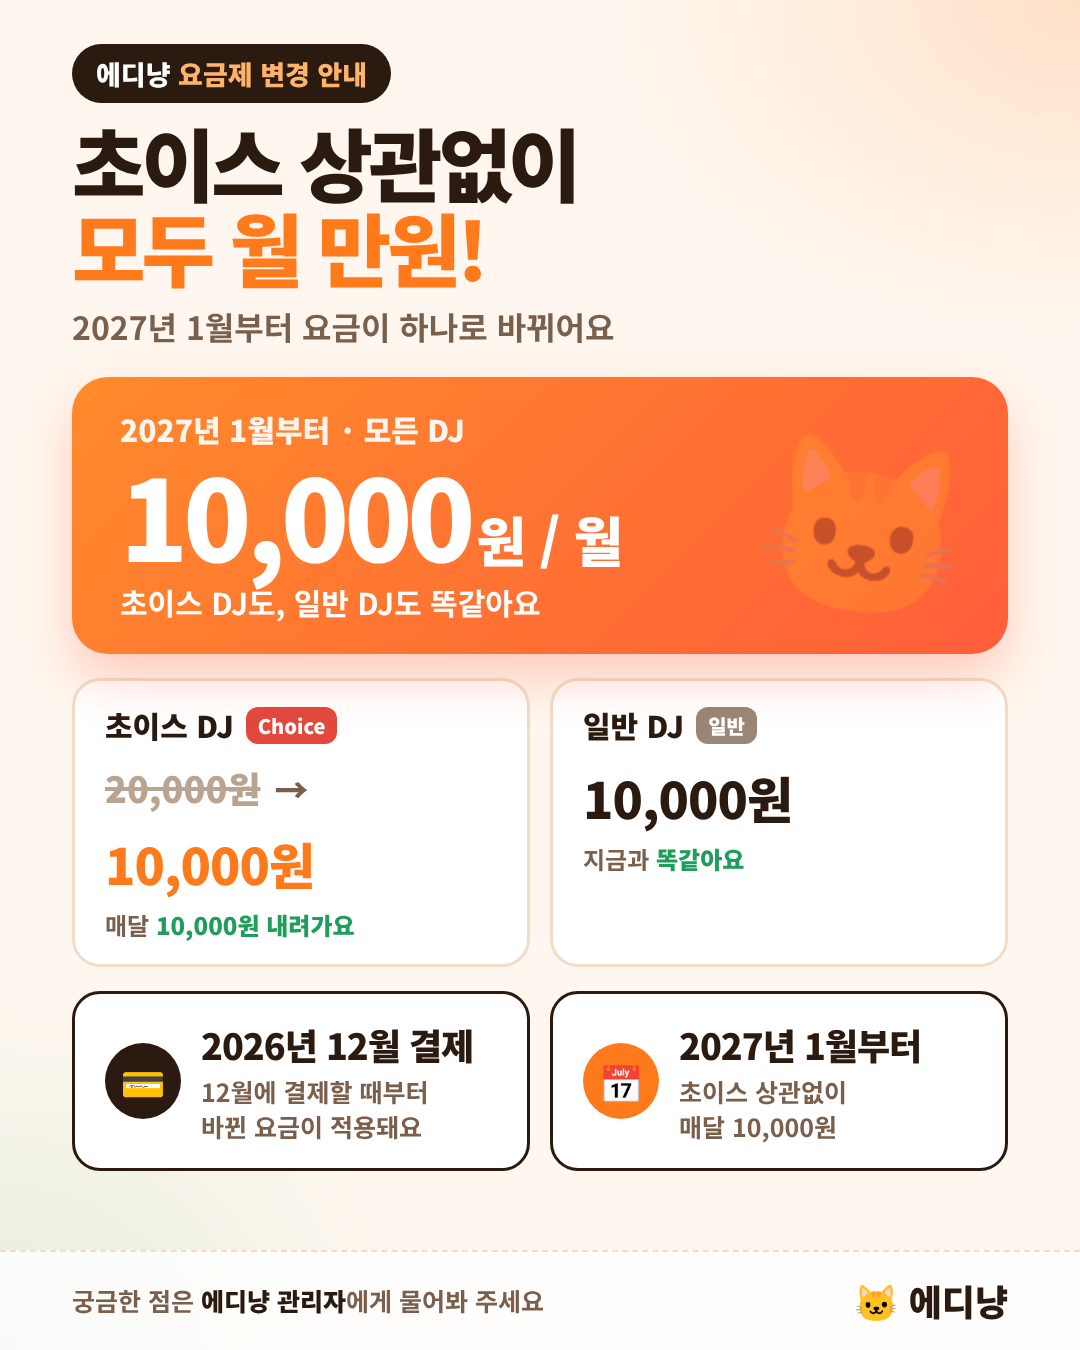 에디냥 요금제 변경 안내
초이스 상관없이
모두 월 만원!
2027년 1월부터 요금이 하나로 바뀌어요
2027년 1월부터 · 모든 DJ
10,000원 / 월
초이스 DJ도, 일반 DJ도 똑같아요
초이스 DJ Choice
20,000원 →
10,000원
매달 10,000원 내려가요
일반 DJ 일반
10,000원
지금과 똑같아요
2026년 12월 결제
12월에 결제할 때부터
바뀐 요금이 적용돼요
July
17
2027년 1월부터
초이스 상관없이
매달 10,000원
궁금한 점은 에디냥 관리자에게 물어봐 주세요
에디냥